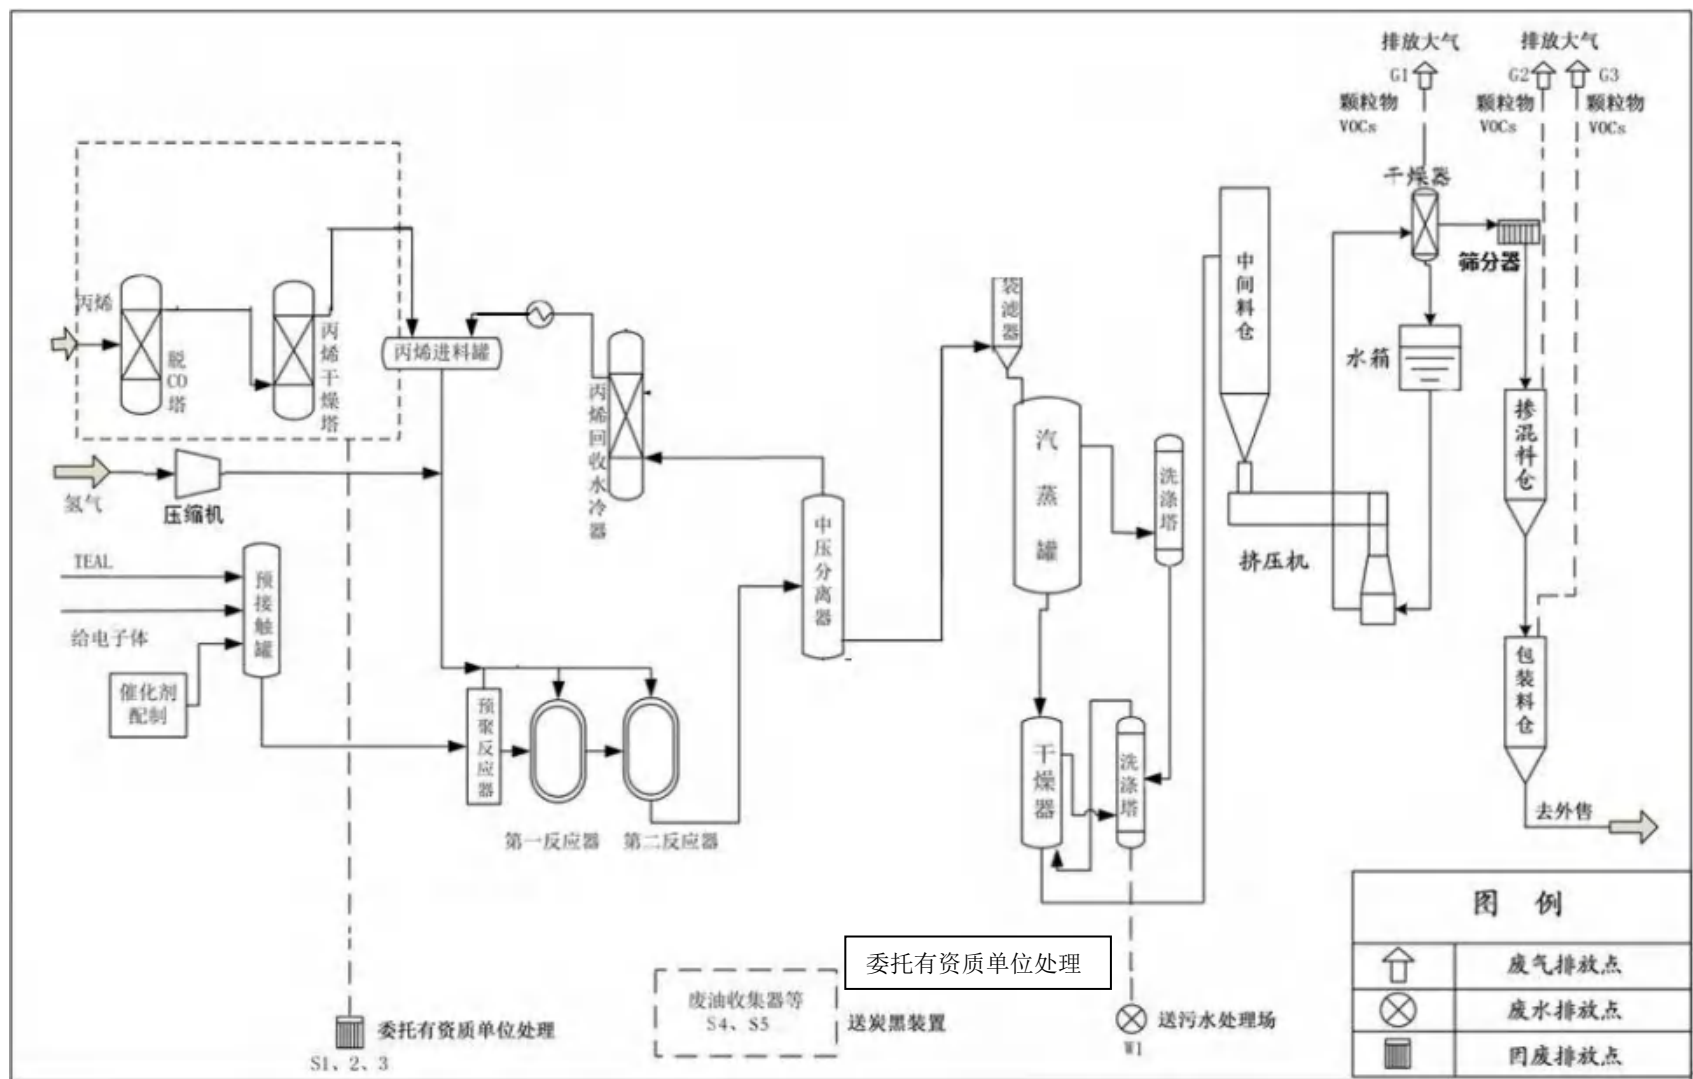 排放大气
排放大气
G1
G2
G3
颗粒物
VOCs
颗粒物
VOCs
颗粒物
VOCs
干燥器
筛分器
丙烯
脱CO塔
丙烯干燥塔
丙烯进料罐
丙烯回收水冷器
袋滤器
中间料仓
水箱
掺混料仓
汽蒸罐
洗涤塔
氢气
压缩机
中压分离器
挤压机
TEAL
给电子体
预接触罐
催化剂
配制
预聚反应器
第一反应器
第二反应器
干燥器
洗涤塔
包装料仓
去外售
委托有资质单位处理
废油收集器等
S4、S5
送炭黑装置
委托有资质单位处理
S1、2、3
送污水处理场
W1
图 例
废气排放点
废水排放点
固废排放点